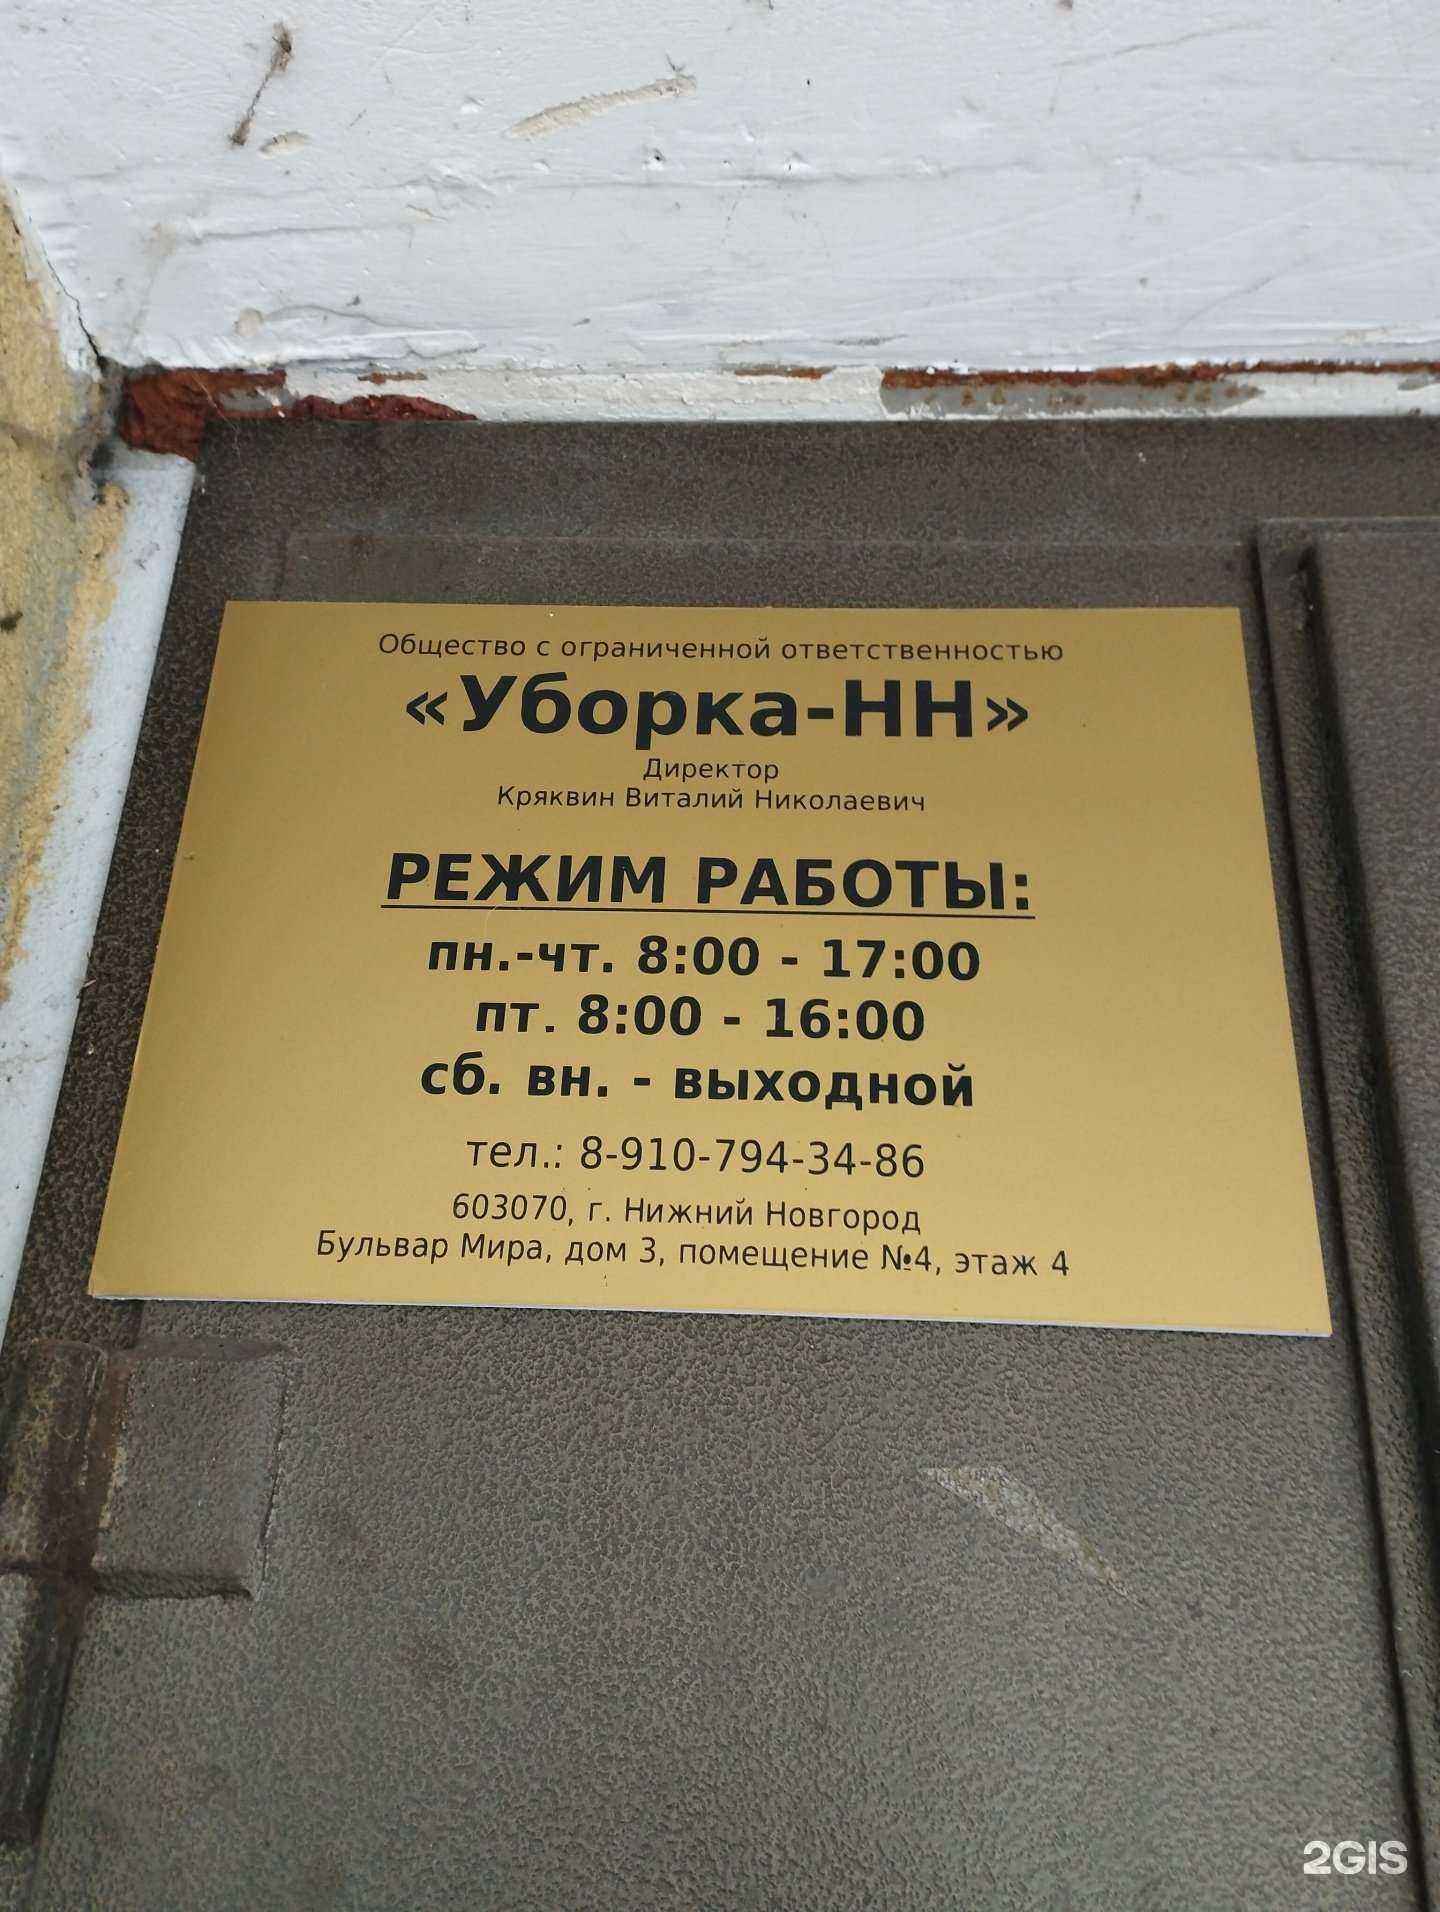 Общество с ограниченной ответственностью
«Уборка-НН»
Директор
Кряквин Виталий Николаевич
РЕЖИМ РАБОТЫ:
пн.-чт. 8:00 - 17:00
пт. 8:00 - 16:00
сб. вн. - выходной
тел.: 8-910-794-34-86
603070, г. Нижний Новгород
Бульвар Мира, дом 3, помещение №4, этаж 4
2GIS